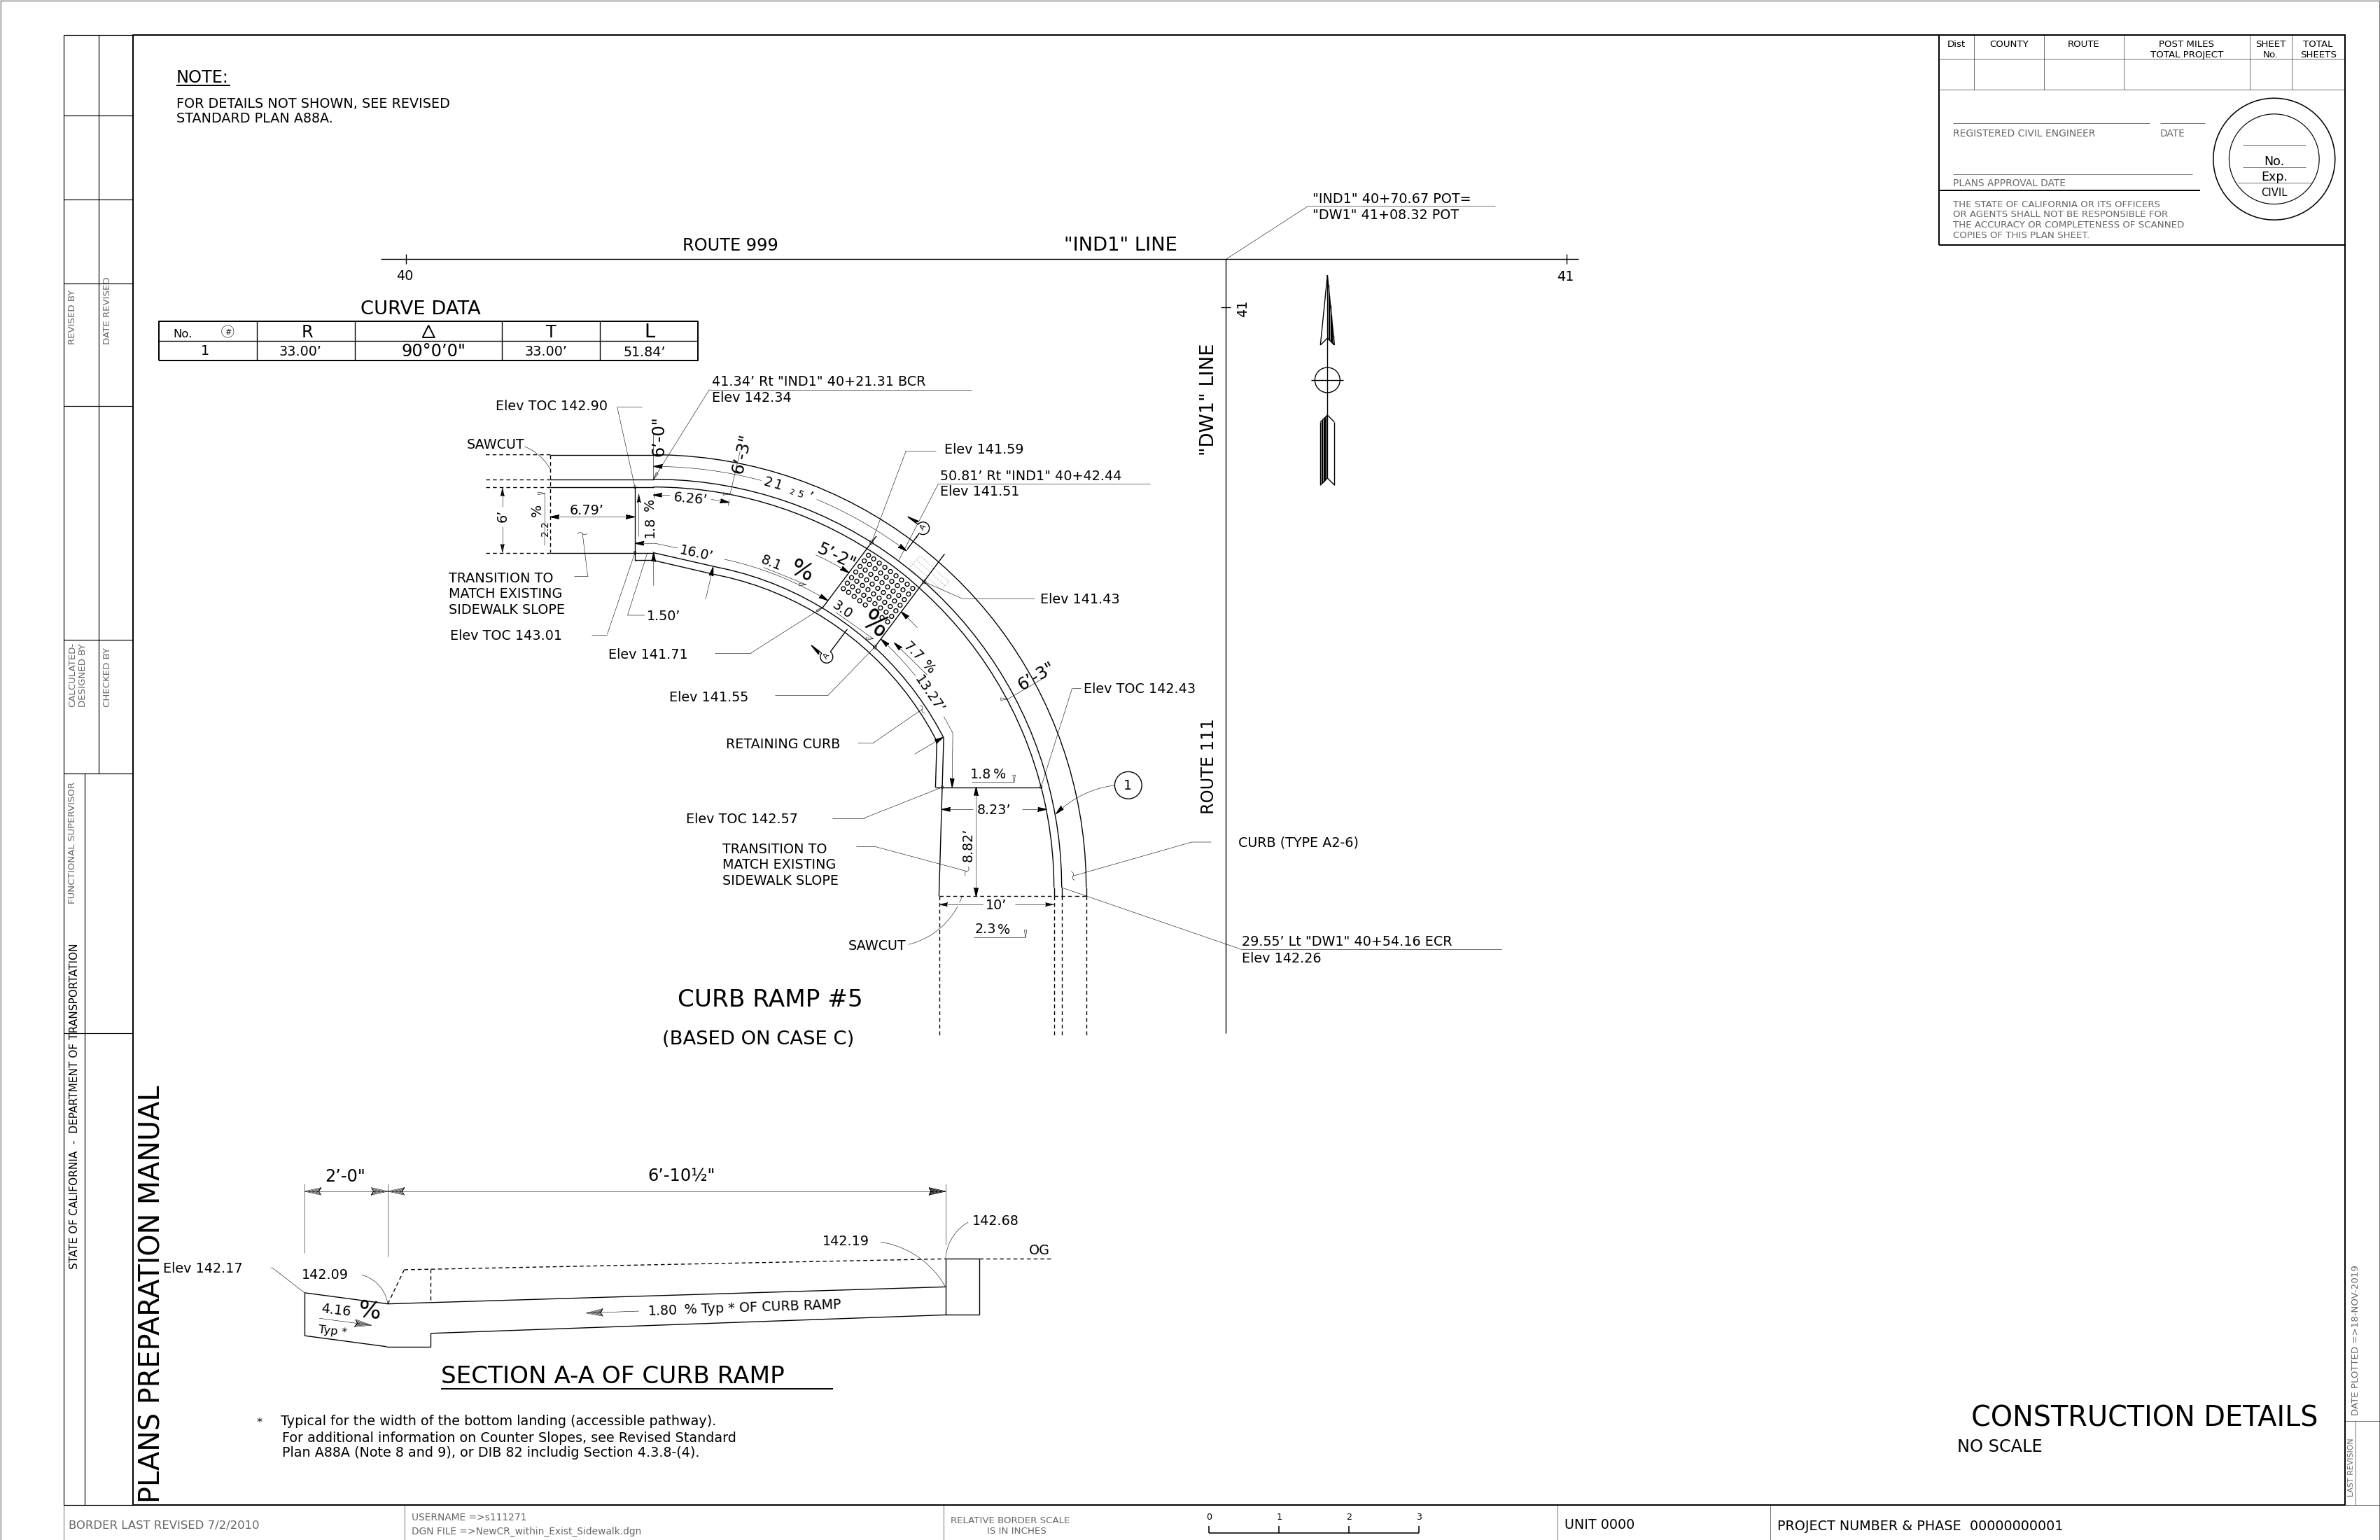 NOTE:
FOR DETAILS NOT SHOWN, SEE REVISED
STANDARD PLAN A88A.
Dist COUNTY ROUTE POST MILES TOTAL PROJECT SHEET No. TOTAL SHEETS
REGISTERED CIVIL ENGINEER DATE
PLANS APPROVAL DATE
No.
Exp.
CIVIL
THE STATE OF CALIFORNIA OR ITS OFFICERS
OR AGENTS SHALL NOT BE RESPONSIBLE FOR
THE ACCURACY OR COMPLETENESS OF SCANNED
COPIES OF THIS PLAN SHEET.
"IND1" 40+70.67 POT=
"DW1" 41+08.32 POT
ROUTE 999
"IND1" LINE
40
41
41
"DW1" LINE
ROUTE 111
CURVE DATA
No. # R Δ T L
1 33.00’ 90°0’0" 33.00’ 51.84’
41.34’ Rt "IND1" 40+21.31 BCR
Elev 142.34
Elev TOC 142.90
SAWCUT
6’-0"
6’-3"
Elev 141.59
50.81’ Rt "IND1" 40+42.44
Elev 141.51
21 25’
6.26’
6’
2.2 %
6.79’
1.8 %
16.0’
8.1 %
5’-2"
A
TRANSITION TO
MATCH EXISTING
SIDEWALK SLOPE
1.50’
3.0 %
Elev 141.43
Elev TOC 143.01
Elev 141.71
A
7.7 %
13.27’
6’-3"
Elev 141.55
Elev TOC 142.43
RETAINING CURB
1.8 %
1
8.23’
Elev TOC 142.57
8.82’
TRANSITION TO
MATCH EXISTING
SIDEWALK SLOPE
CURB (TYPE A2-6)
10’
2.3 %
SAWCUT
29.55’ Lt "DW1" 40+54.16 ECR
Elev 142.26
CURB RAMP #5
(BASED ON CASE C)
2’-0"
6’-10½"
142.68
142.19
OG
Elev 142.17
142.09
4.16 %
Typ *
1.80 % Typ * OF CURB RAMP
SECTION A-A OF CURB RAMP
* Typical for the width of the bottom landing (accessible pathway).
For additional information on Counter Slopes, see Revised Standard
Plan A88A (Note 8 and 9), or DIB 82 includig Section 4.3.8-(4).
CONSTRUCTION DETAILS
NO SCALE
REVISED BY
DATE REVISED
CALCULATED-
DESIGNED BY
CHECKED BY
FUNCTIONAL SUPERVISOR
STATE OF CALIFORNIA - DEPARTMENT OF TRANSPORTATION
PLANS PREPARATION MANUAL
DATE PLOTTED =>18-NOV-2019
LAST REVISION
BORDER LAST REVISED 7/2/2010
USERNAME =>s111271
DGN FILE =>NewCR_within_Exist_Sidewalk.dgn
RELATIVE BORDER SCALE
IS IN INCHES
0 1 2 3
UNIT 0000
PROJECT NUMBER & PHASE 00000000001